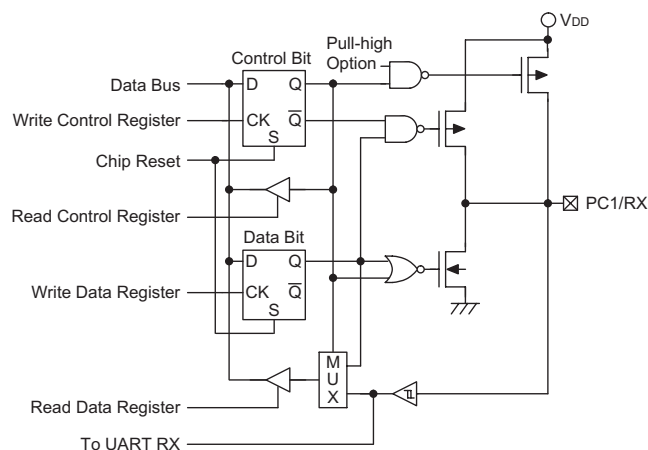 VDD
Control Bit
Pull-high
Option
Data Bus
D
Q
Write Control Register
CK
Q
S
Chip Reset
Read Control Register
PC1/RX
Data Bit
D
Q
Write Data Register
CK
Q
S
M
U
X
Read Data Register
To UART RX